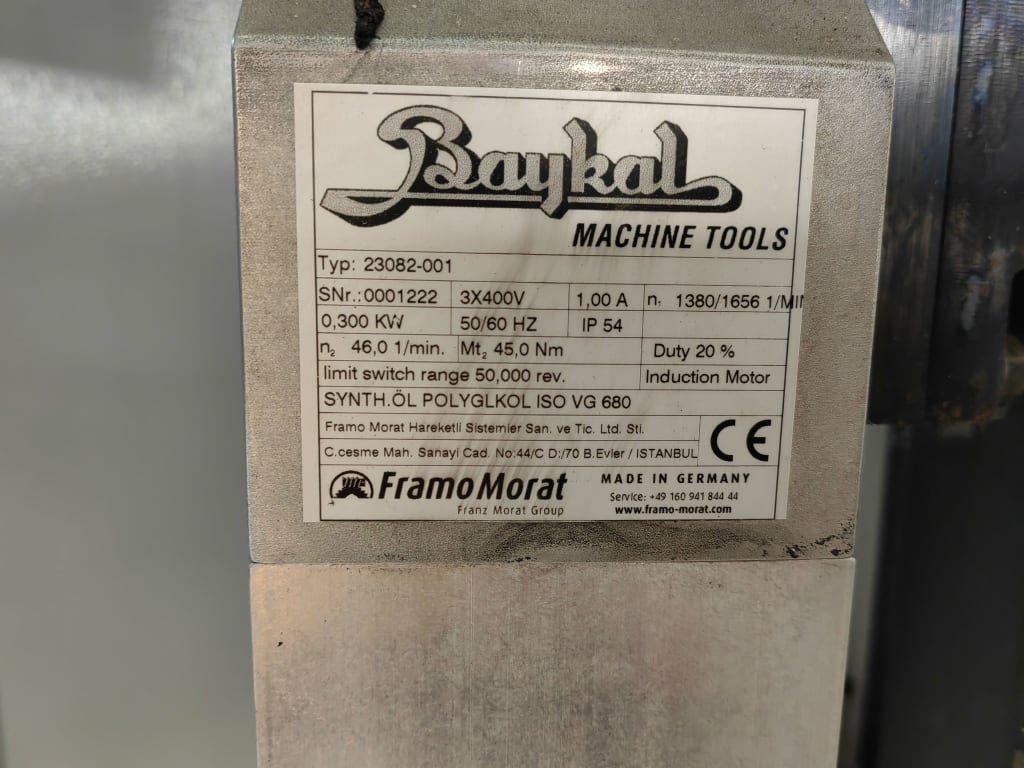 Baykal
MACHINE TOOLS
Typ: 23082-001
SNr.:0001222 3X400V 1,00 A n₁ 1380/1656 1/MIN
0,300 KW 50/60 HZ IP 54
n₂ 46,0 1/min. Mt₂ 45,0 Nm Duty 20 %
limit switch range 50,000 rev. Induction Motor
SYNTH.ÖL POLYGLKOL ISO VG 680
Framo Morat Hareketli Sistemler San. ve Tic. Ltd. Sti.
C.cesme Mah. Sanayi Cad. No:44/C D:/70 B.Evler / ISTANBUL
CE
FramoMorat MADE IN GERMANY
Franz Morat Group Service: +49 160 941 844 44
www.framo-morat.com